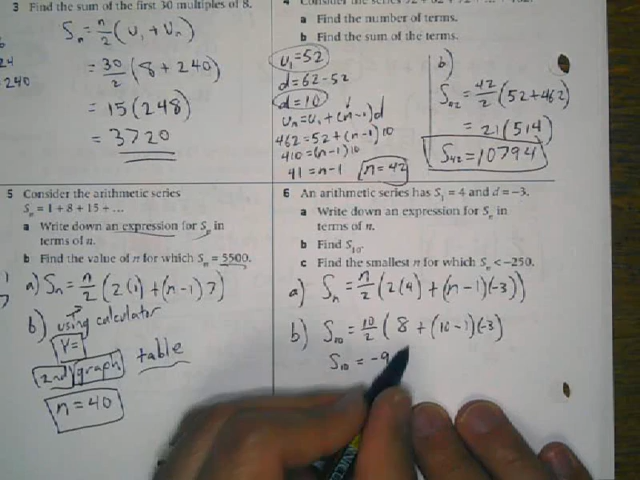 3 Find the sum of the first 30 multiples of 8.
Sn = n/2 (u1 + un)
= 30/2 (8 + 240)
= 15(248)
= 3720
240
a Find the number of terms.
b Find the sum of the terms.
u1 = 52
d = 62 - 52
d = 10
un = u1 + (n-1)d
462 = 52 + (n-1)10
410 = (n-1)10
41 = n-1
n = 42
b)
S42 = 42/2 (52 + 462)
= 21(514)
S42 = 10794
5 Consider the arithmetic series
Sn = 1 + 8 + 15 + ...
a Write down an expression for Sn in
terms of n.
b Find the value of n for which Sn = 5500.
a) Sn = n/2 (2(1) + (n-1)7)
b) using calculator
Y=
2nd graph table
n = 40
6 An arithmetic series has S1 = 4 and d = -3.
a Write down an expression for Sn in
terms of n.
b Find S10.
c Find the smallest n for which Sn < -250.
a) Sn = n/2 (2(4) + (n-1)(-3))
b) S10 = 10/2 (8 + (10-1)(-3)
S10 = -9